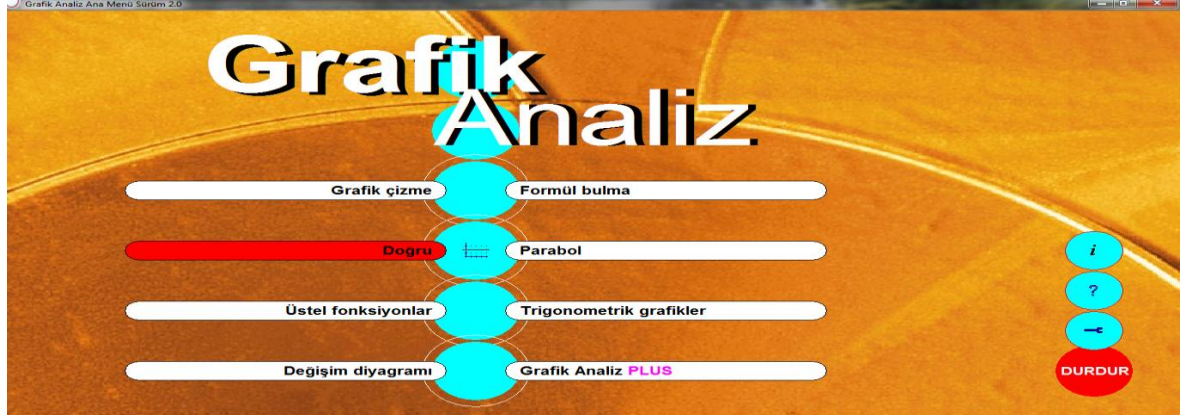 Grafik Analiz Ana Menü Sürüm 2.0
Grafik
Analiz
Grafik çizme
Formül bulma
Doğru
Parabol
Üstel fonksiyonlar
Trigonometrik grafikler
Değişim diyagramı
Grafik Analiz PLUS
i
?
DURDUR